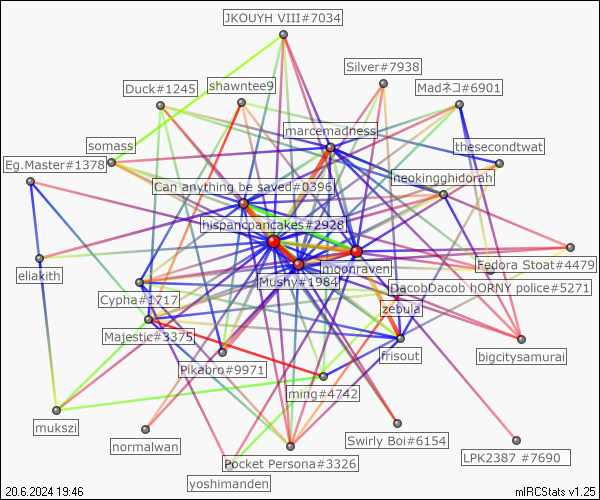 JKOUYH VIII#7034
Silver#7938
Duck#1245
shawntee9
Madネコ#6901
marcemadness
somass
thesecondtwat
Eg.Master#1378
neokingghidorah
Can anything be saved#0396
hispancpancakes#2928
moonraven
Fedora Stoat#4479
eliakith
Mushy#1984
DacobDacob hORNY police#5271
Cypha#1717
zebula
Majestic#3375
frisout
bigcitysamurai
Pikabro#9971
ming#4742
mukszi
normalwan
Swirly Boi#6154
Pocket Persona#3326
LPK2387 #7690
yoshimanden
20.6.2024 19:46
mIRCStats v1.25